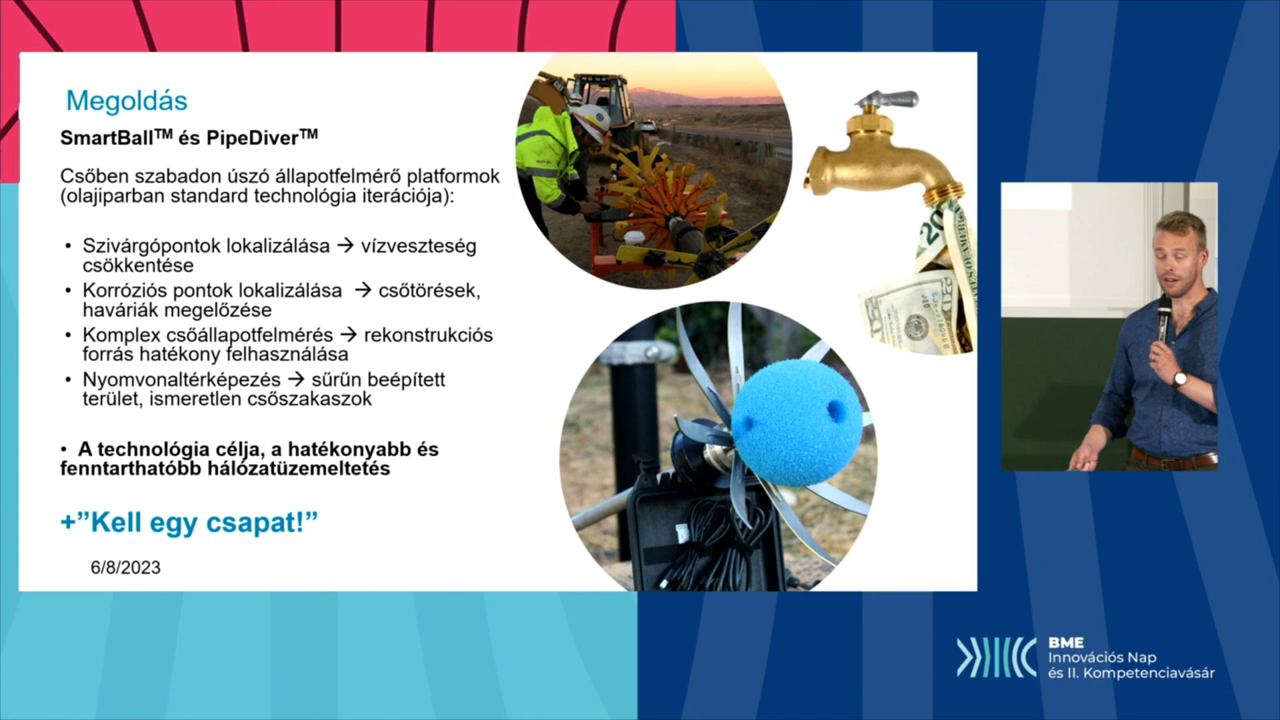 Megoldás
SmartBall™ és PipeDiver™
Csőben szabadon úszó állapotfelmérő platformok
(olajiparban standard technológia iterációja):
• Szivárgópontok lokalizálása → vízveszteség
csökkentése
• Korróziós pontok lokalizálása → csőtörések,
haváriák megelőzése
• Komplex csőállapotfelmérés → rekonstrukciós
forrás hatékony felhasználása
• Nyomvonaltérképezés → sűrűn beépített
terület, ismeretlen csőszakaszok
• A technológia célja, a hatékonyabb és
fenntarthatóbb hálózatüzemeltetés
+”Kell egy csapat!”
6/8/2023
20
BME
Innovációs Nap
és II. Kompetenciavásár